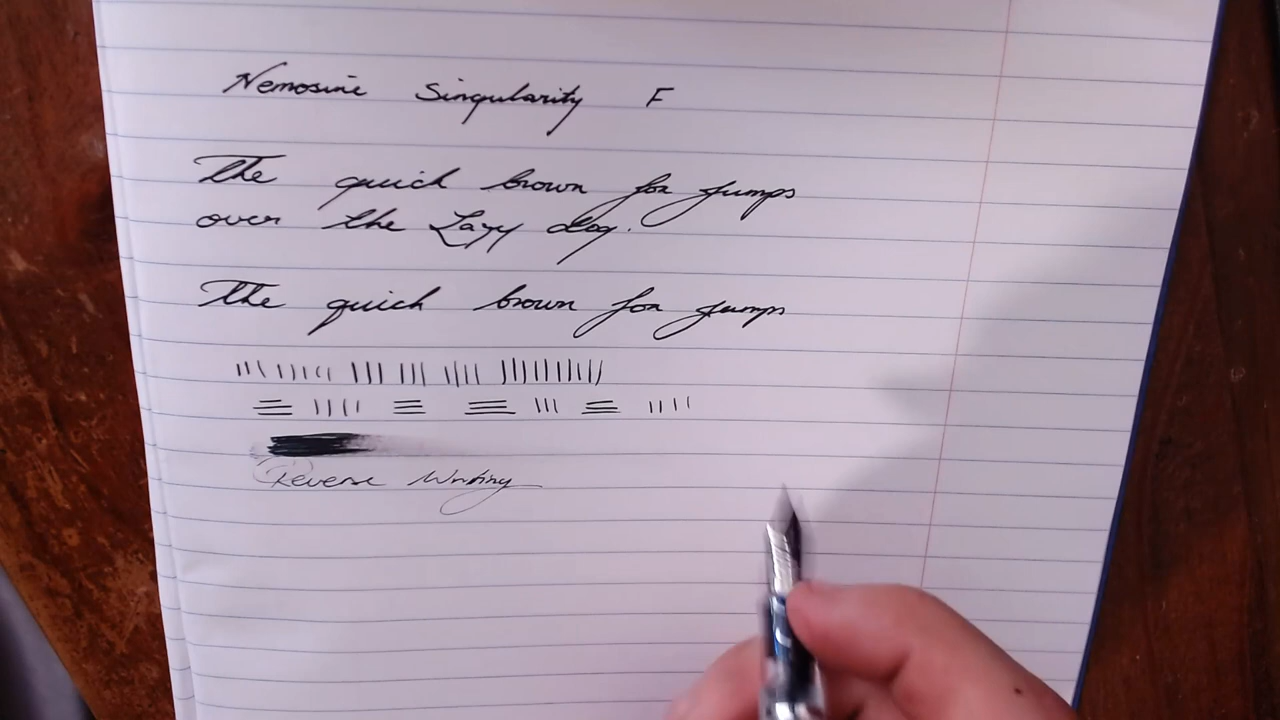 Nemosine Singularity F
The quick brown fox jumps
over the Lazy dog.
The quick brown fox jumps
Reverse Writing